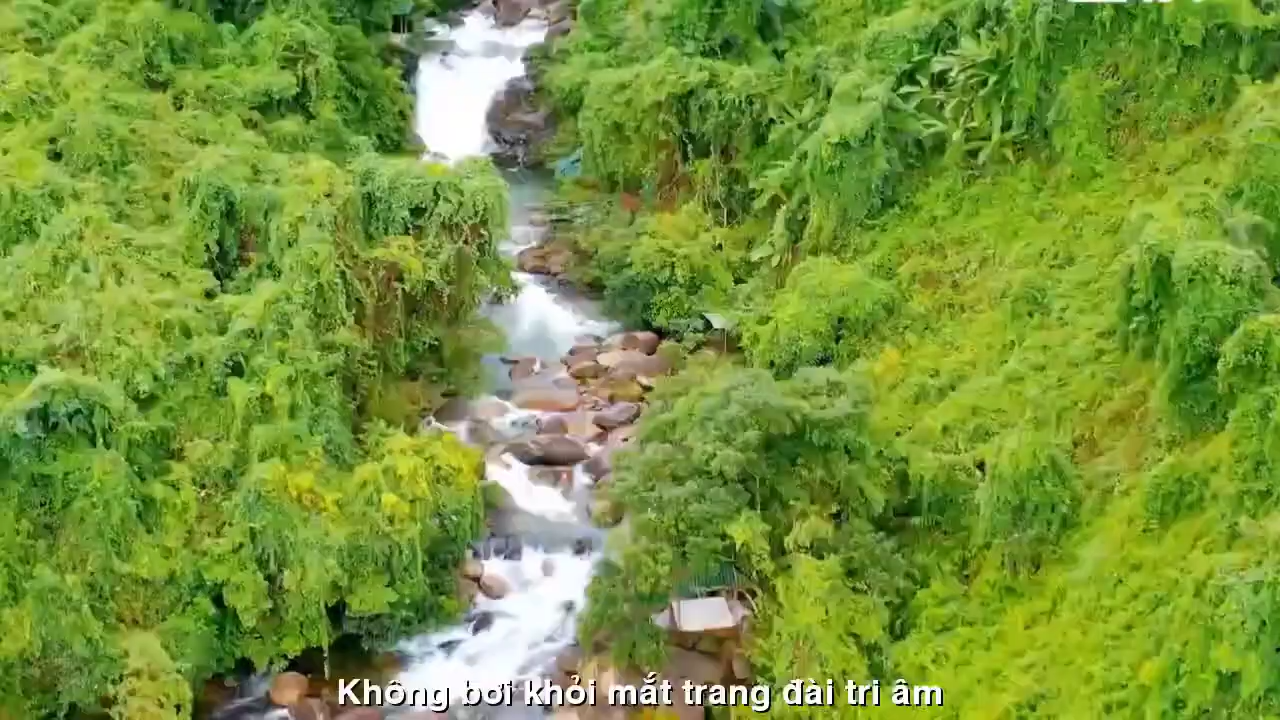 Không bơi khỏi mắt trang đài tri âm